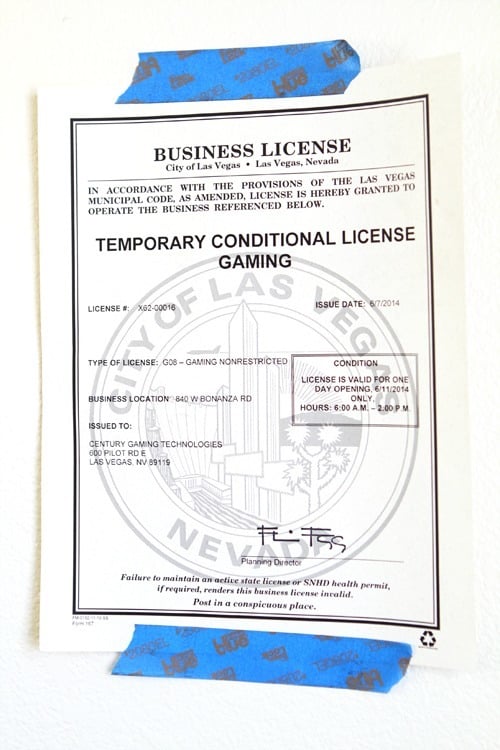 BUSINESS LICENSE
City of Las Vegas • Las Vegas, Nevada
IN ACCORDANCE WITH THE PROVISIONS OF THE LAS VEGAS
MUNICIPAL CODE, AS AMENDED, LICENSE IS HEREBY GRANTED TO
OPERATE THE BUSINESS REFERENCED BELOW.
TEMPORARY CONDITIONAL LICENSE
GAMING
CITY OF LAS VEGAS
LICENSE #: X62-00016
ISSUE DATE: 6/7/2014
TYPE OF LICENSE: G08 – GAMING NONRESTRICTED
CONDITION
LICENSE IS VALID FOR ONE
DAY OPENING, 6/11/2014
ONLY.
HOURS: 6:00 A.M. – 2:00 P.M.
BUSINESS LOCATION: 840 W BONANZA RD
ISSUED TO:
CENTURY GAMING TECHNOLOGIES
600 PILOT RD E
LAS VEGAS, NV 89119
NEVADA
Planning Director
Failure to maintain an active state license or SNHD health permit,
if required, renders this business license invalid.
Post in a conspicuous place.
Form 167